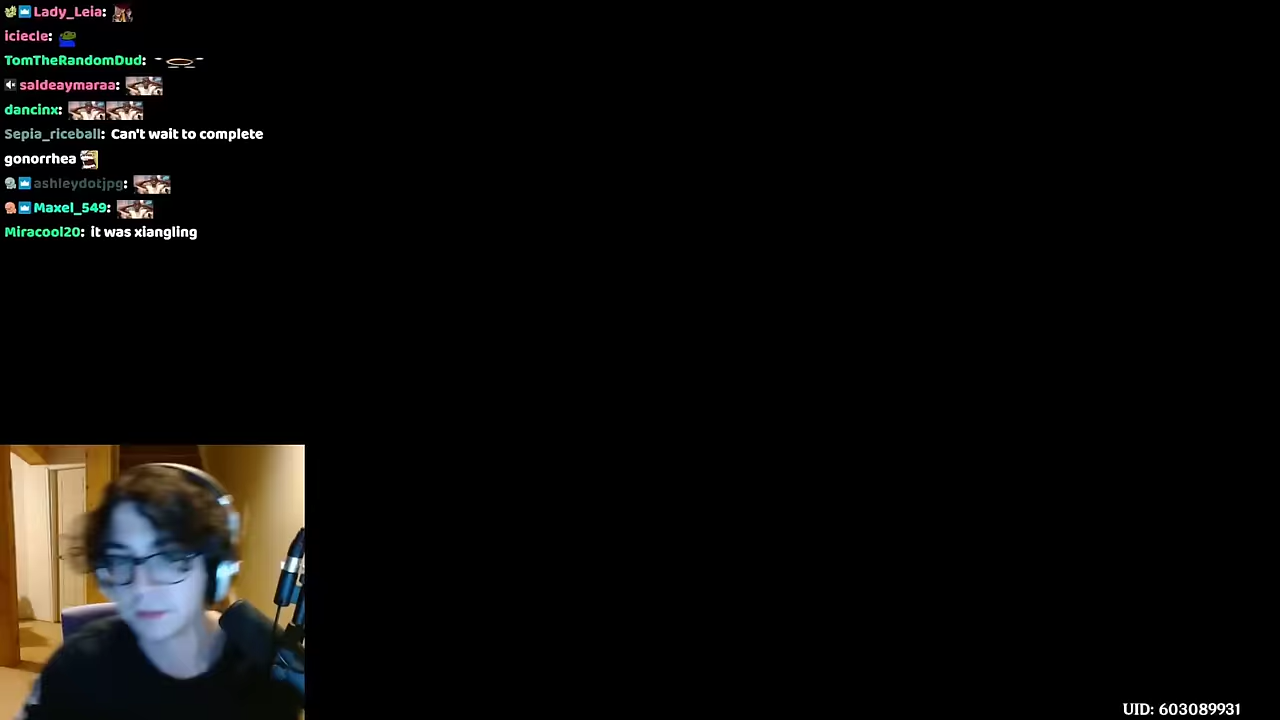 Lady_Leia:
iciecle:
TomTheRandomDud:
saldeaymaraa:
dancinx:
Sepia_riceball: Can't wait to complete
gonorrhea
ashleydotjpg:
Maxel_549:
Miracool20: it was xiangling
UID: 603089931